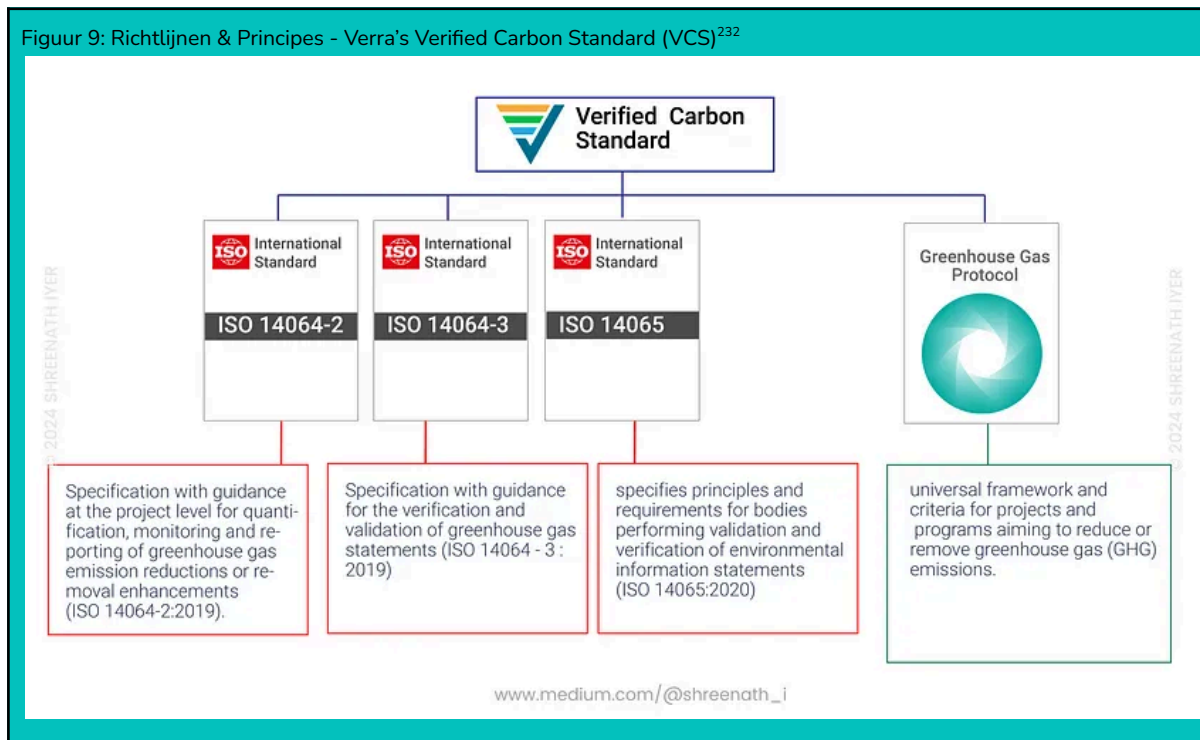 Figuur 9: Richtlijnen & Principes - Verra's Verified Carbon Standard (VCS)232
Verified Carbon
Standard
ISO
International
Standard
ISO 14064-2
ISO
International
Standard
ISO 14064-3
ISO
International
Standard
ISO 14065
Greenhouse Gas
Protocol
© 2024 SHREENATH IYER
© 2024 SHREENATH IYER
Specification with guidance
at the project level for quanti-
fication, monitoring and re-
porting of greenhouse gas
emission reductions or re-
moval enhancements
(ISO 14064-2:2019).
Specification with guidance
for the verification and
validation of greenhouse gas
statements (ISO 14064 - 3 :
2019)
specifies principles and
requirements for bodies
performing validation and
verification of environmental
information statements
(ISO 14065:2020)
universal framework and
criteria for projects and
programs aiming to reduce or
remove greenhouse gas (GHG)
emissions.
www.medium.com/@shreenath_i